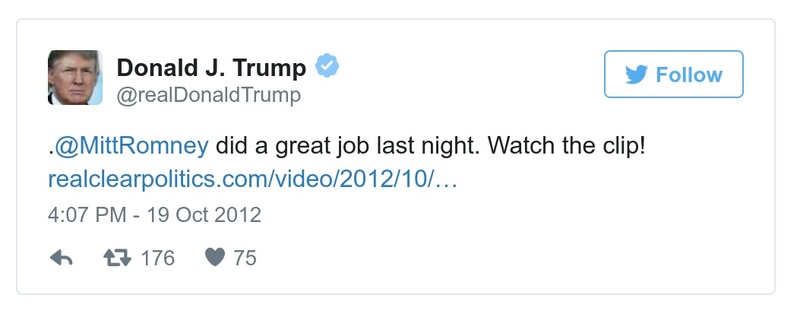 Donald J. Trump
@realDonaldTrump
Follow
.@MittRomney did a great job last night. Watch the clip!
realclearpolitics.com/video/2012/10/…
4:07 PM - 19 Oct 2012
176 75